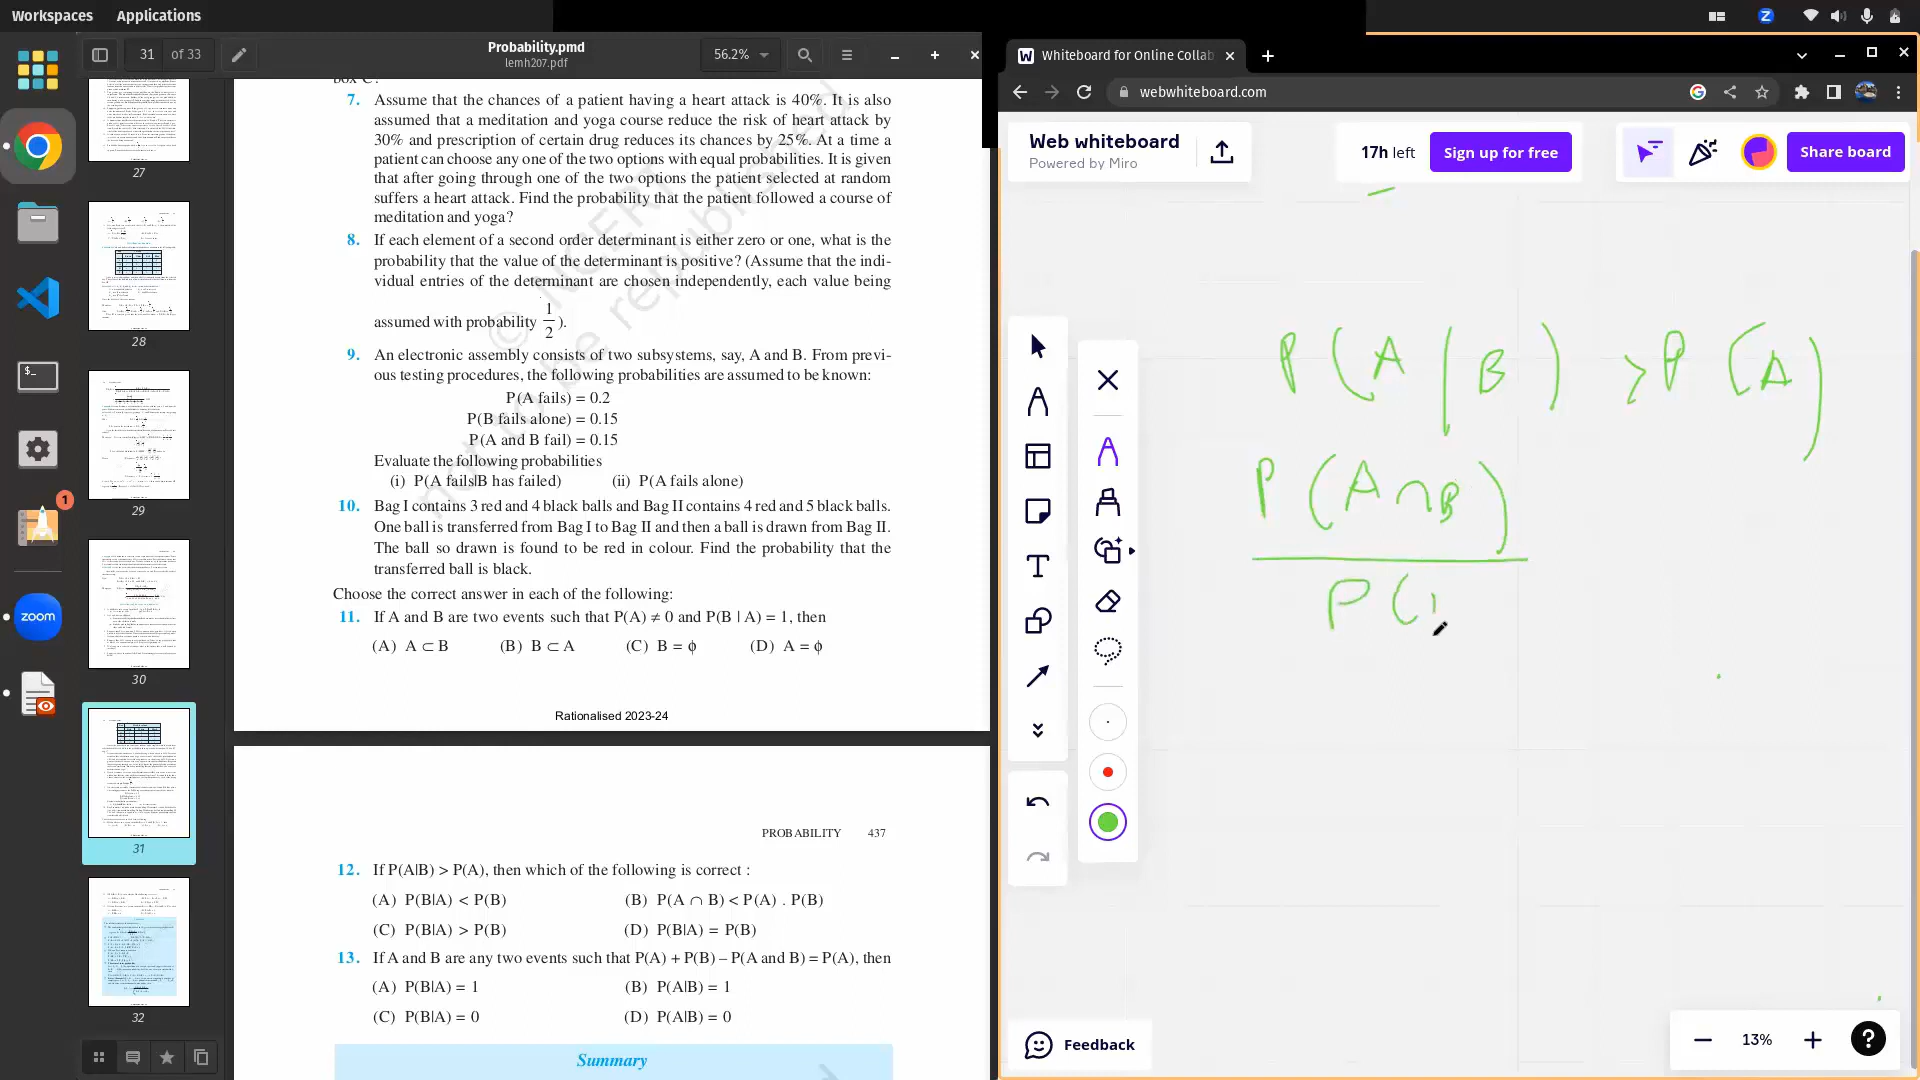 Workspaces Applications
31 of 33
Probability.pmd
lemh207.pdf
56.2%
27
28
29
30
31
32
$_
1
zoom
box C?
7. Assume that the chances of a patient having a heart attack is 40%. It is also
assumed that a meditation and yoga course reduce the risk of heart attack by
30% and prescription of certain drug reduces its chances by 25%. At a time a
patient can choose any one of the two options with equal probabilities. It is given
that after going through one of the two options the patient selected at random
suffers a heart attack. Find the probability that the patient followed a course of
meditation and yoga?
8. If each element of a second order determinant is either zero or one, what is the
probability that the value of the determinant is positive? (Assume that the indi-
vidual entries of the determinant are chosen independently, each value being
assumed with probability 1/2 ).
9. An electronic assembly consists of two subsystems, say, A and B. From previ-
ous testing procedures, the following probabilities are assumed to be known:
P(A fails) = 0.2
P(B fails alone) = 0.15
P(A and B fail) = 0.15
Evaluate the following probabilities
(i) P(A fails|B has failed) (ii) P(A fails alone)
10. Bag I contains 3 red and 4 black balls and Bag II contains 4 red and 5 black balls.
One ball is transferred from Bag I to Bag II and then a ball is drawn from Bag II.
The ball so drawn is found to be red in colour. Find the probability that the
transferred ball is black.
Choose the correct answer in each of the following:
11. If A and B are two events such that P(A) ≠ 0 and P(B | A) = 1, then
(A) A ⊂ B (B) B ⊂ A (C) B = ϕ (D) A = ϕ
© NCERT
not to be republished
Rationalised 2023-24
PROBABILITY 437
12. If P(A|B) > P(A), then which of the following is correct :
(A) P(B|A) < P(B) (B) P(A ∩ B) < P(A) . P(B)
(C) P(B|A) > P(B) (D) P(B|A) = P(B)
13. If A and B are any two events such that P(A) + P(B) – P(A and B) = P(A), then
(A) P(B|A) = 1 (B) P(A|B) = 1
(C) P(B|A) = 0 (D) P(A|B) = 0
Summary
Whiteboard for Online Collab
webwhiteboard.com
Web whiteboard
Powered by Miro
17h left
Sign up for free
Share board
P(A|B) > P(A)
P(A∩B)
P(
Feedback
13%